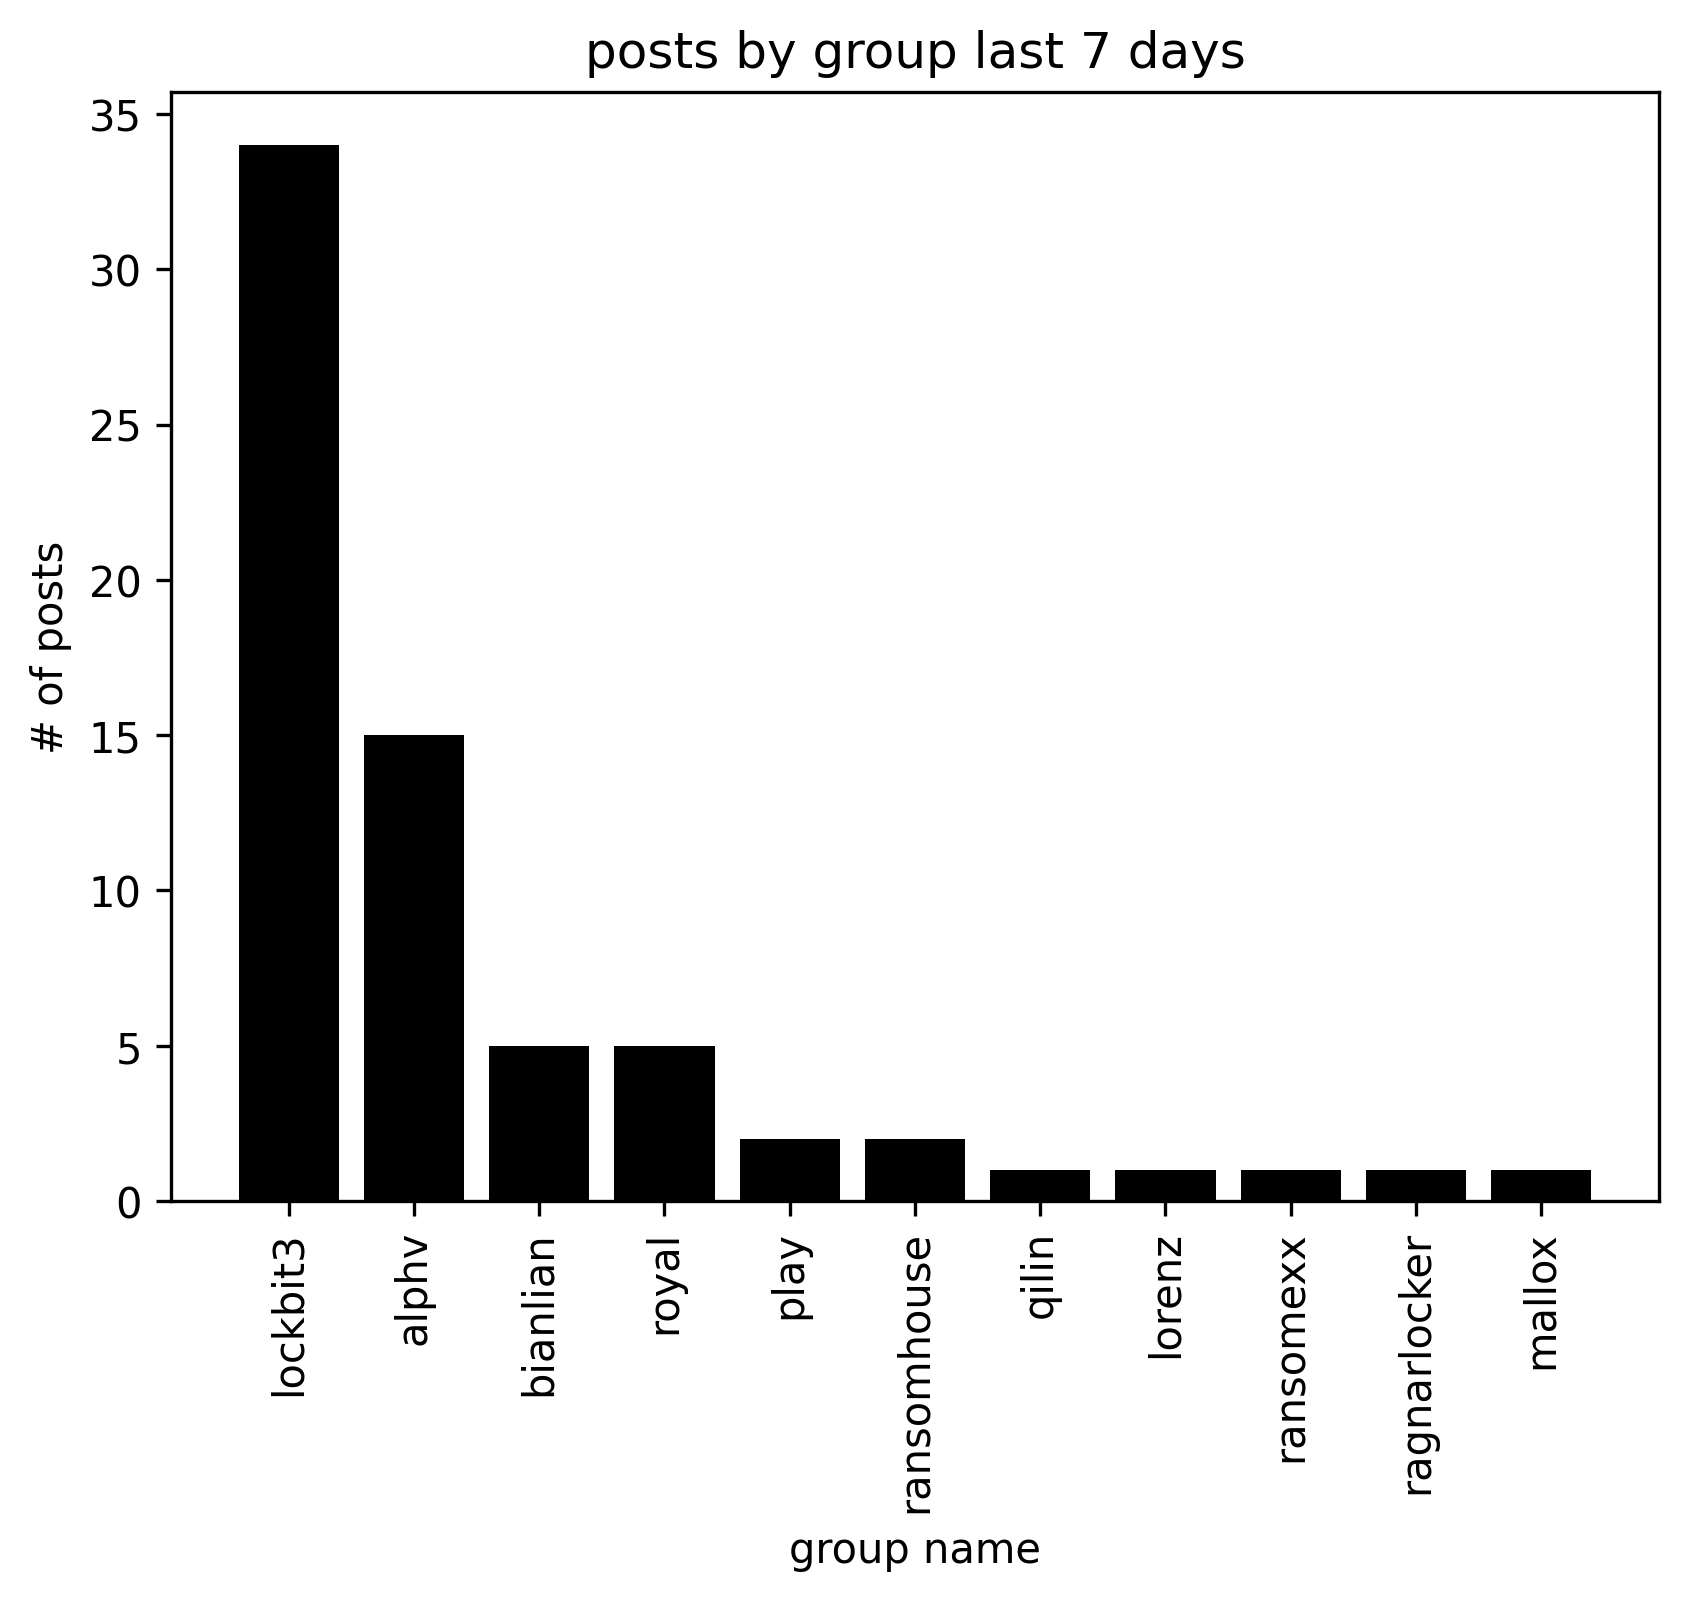 posts by group last 7 days
# of posts
35
30
25
20
15
10
5
0
lockbit3
alphv
bianlian
royal
play
ransomhouse
qilin
lorenz
ransomexx
ragnarlocker
mallox
group name